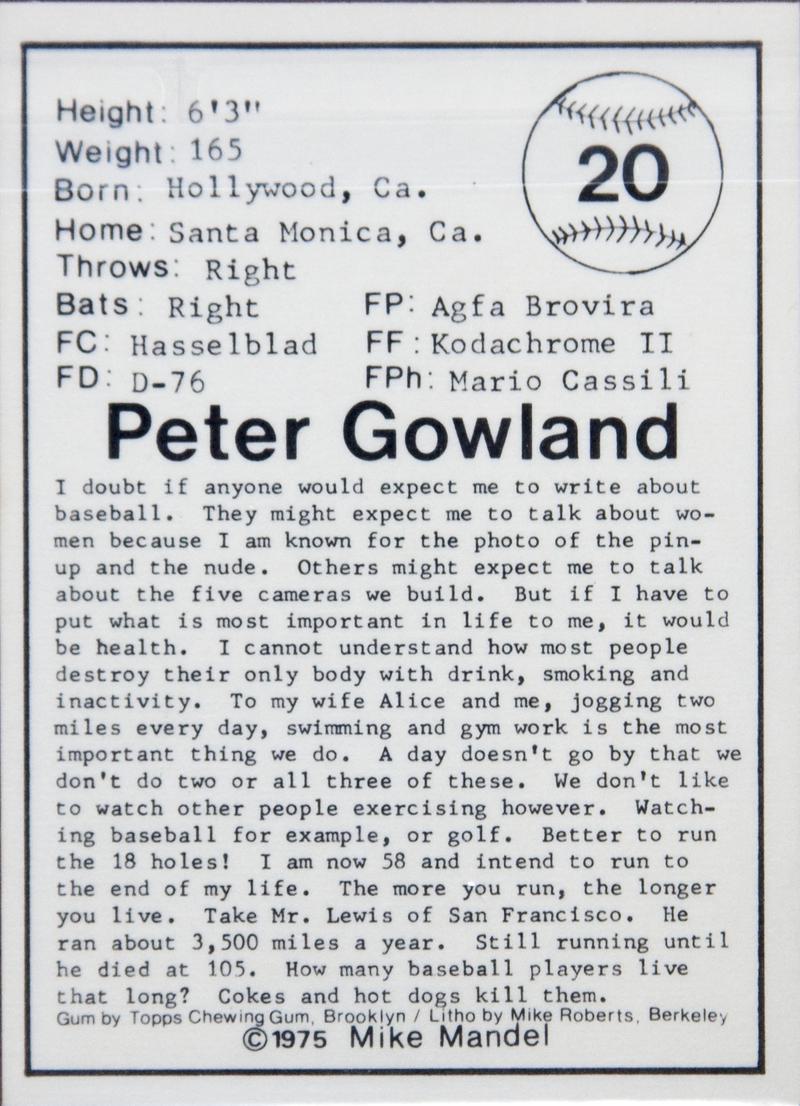 Height: 6'3"
Weight: 165
Born: Hollywood, Ca.
20
Home: Santa Monica, Ca.
Throws: Right
Bats: Right FP: Agfa Brovira
FC: Hasselblad FF: Kodachrome II
FD: D-76 FPh: Mario Cassili
Peter Gowland
I doubt if anyone would expect me to write about
baseball. They might expect me to talk about wo-
men because I am known for the photo of the pin-
up and the nude. Others might expect me to talk
about the five cameras we build. But if I have to
put what is most important in life to me, it would
be health. I cannot understand how most people
destroy their only body with drink, smoking and
inactivity. To my wife Alice and me, jogging two
miles every day, swimming and gym work is the most
important thing we do. A day doesn't go by that we
don't do two or all three of these. We don't like
to watch other people exercising however. Watch-
ing baseball for example, or golf. Better to run
the 18 holes! I am now 58 and intend to run to
the end of my life. The more you run, the longer
you live. Take Mr. Lewis of San Francisco. He
ran about 3,500 miles a year. Still running until
he died at 105. How many baseball players live
that long? Cokes and hot dogs kill them.
Gum by Topps Chewing Gum, Brooklyn / Litho by Mike Roberts, Berkeley
©1975 Mike Mandel